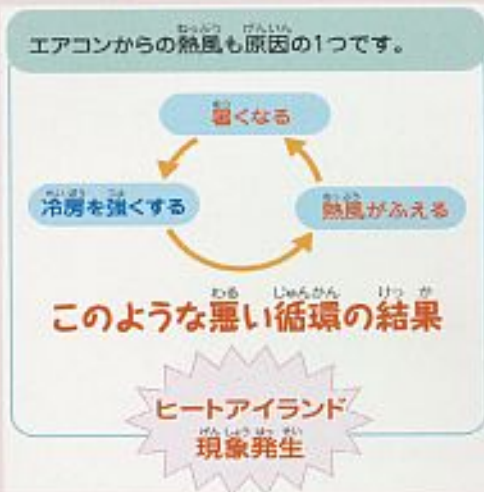 エアコンからの熱風も原因の1つです。
暑くなる
冷房を強くする
熱風がふえる
このような悪い循環の結果
ヒートアイランド
現象発生